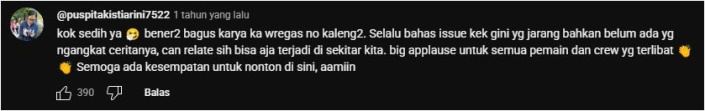 @puspitakistiarini7522 1 tahun yang lalu
kok sedih ya 🤧 bener2 bagus karya ka wregas no kaleng2. Selalu bahas issue kek gini yg jarang bahkan belum ada yg
ngangkat ceritanya, can relate sih bisa aja terjadi di sekitar kita. big applause untuk semua pemain dan crew yg terlibat 👏
👏 Semoga ada kesempatan untuk nonton di sini, aamiin
390 Balas